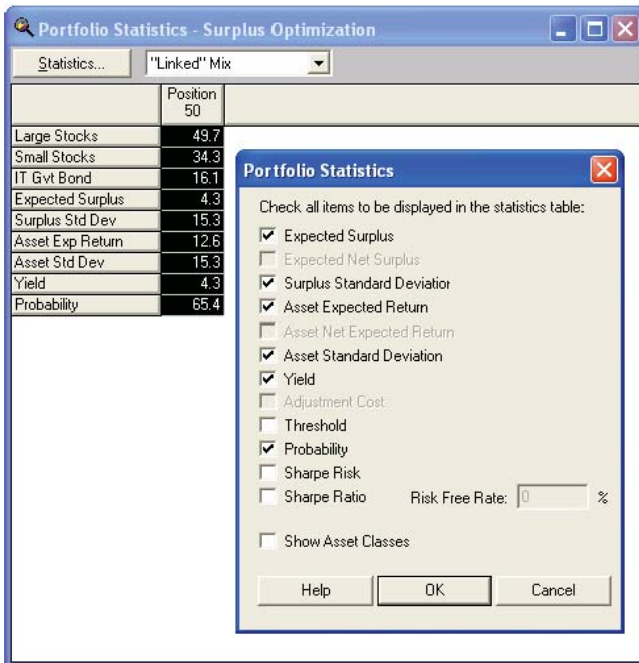 Portfolio Statistics - Surplus Optimization
Statistics... "Linked" Mix
Position
50
Large Stocks 49.7
Small Stocks 34.3
IT Gvt Bond 16.1
Expected Surplus 4.3
Surplus Std Dev 15.3
Asset Exp Return 12.6
Asset Std Dev 15.3
Yield 4.3
Probability 65.4
Portfolio Statistics
Check all items to be displayed in the statistics table:
Expected Surplus
Expected Net Surplus
Surplus Standard Deviatior
Asset Expected Return
Asset Net Expected Return
Asset Standard Deviation
Yield
Adjustment Cost
Threshold
Probability
Sharpe Risk
Sharpe Ratio Risk Free Rate: 0 %
Show Asset Classes
Help OK Cancel